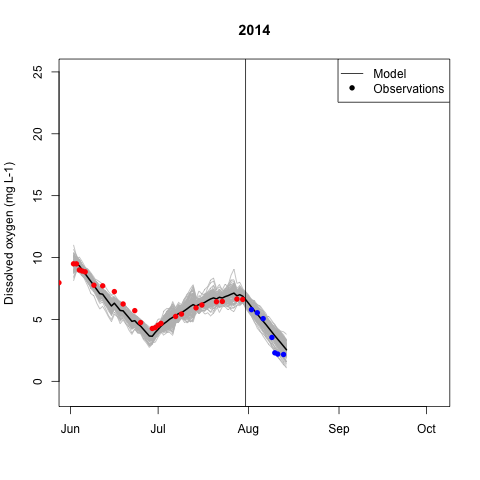 2014
Model
Observations
Dissolved oxygen (mg L-1)
25
20
15
10
5
0
Jun
Jul
Aug
Sep
Oct